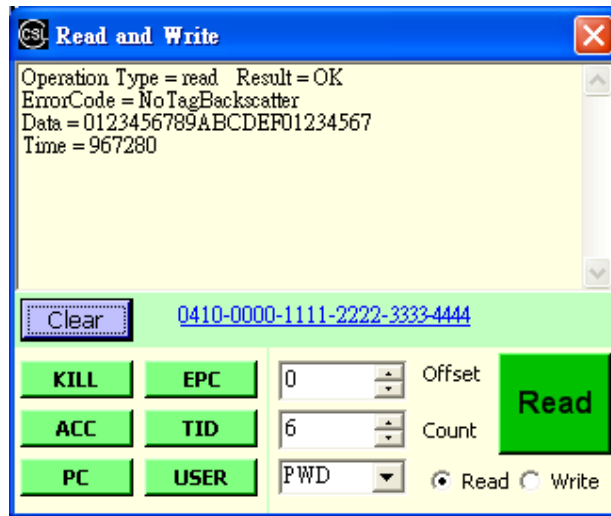 CSL Read and Write
Operation Type = read Result = OK
ErrorCode = NoTagBackscatter
Data = 0123456789ABCDEF01234567
Time = 967280
Clear 0410-0000-1111-2222-3333-4444
KILL EPC 0 Offset Read
ACC TID 6 Count
PC USER PWD Read Write